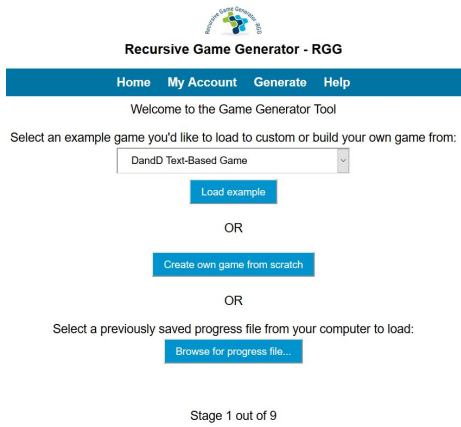 Recursive Game Generator -RGG
Recursive Game Generator - RGG
Home My Account Generate Help
Welcome to the Game Generator Tool
Select an example game you'd like to load to custom or build your own game from:
DandD Text-Based Game
Load example
OR
Create own game from scratch
OR
Select a previously saved progress file from your computer to load:
Browse for progress file...
Stage 1 out of 9